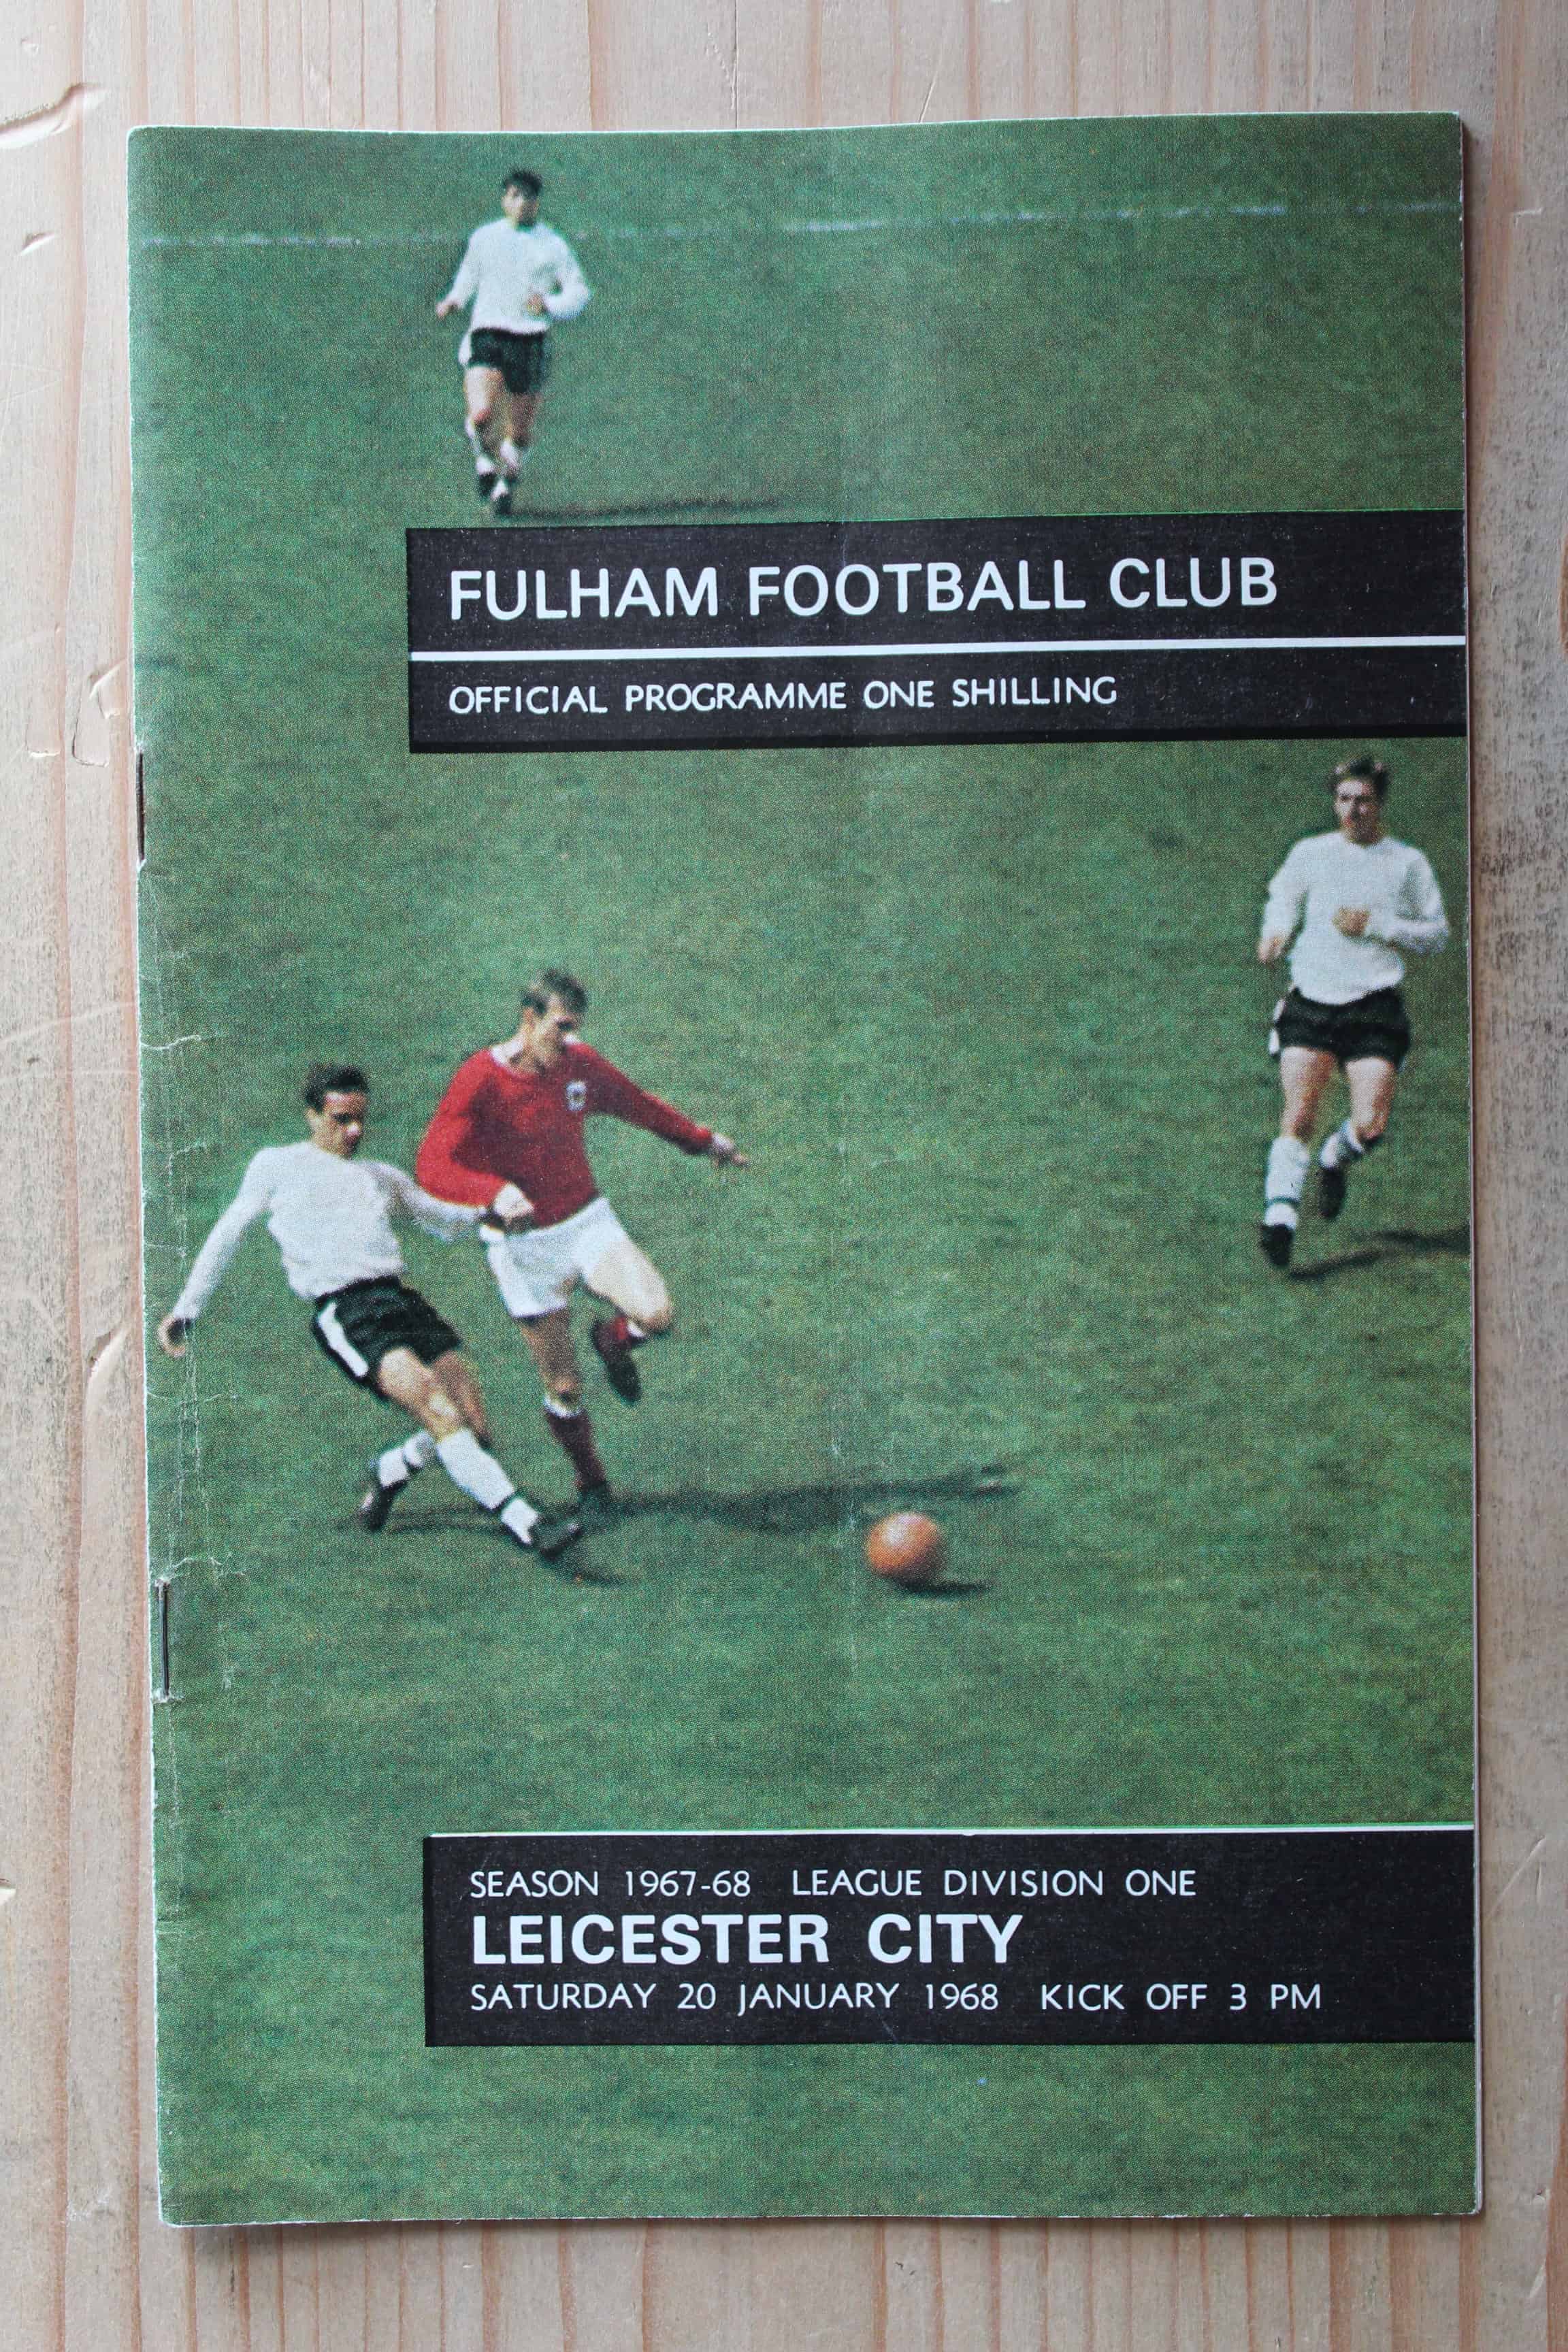 FULHAM FOOTBALL CLUB
OFFICIAL PROGRAMME ONE SHILLING
SEASON 1967-68 LEAGUE DIVISION ONE
LEICESTER CITY
SATURDAY 20 JANUARY 1968 KICK OFF 3 PM